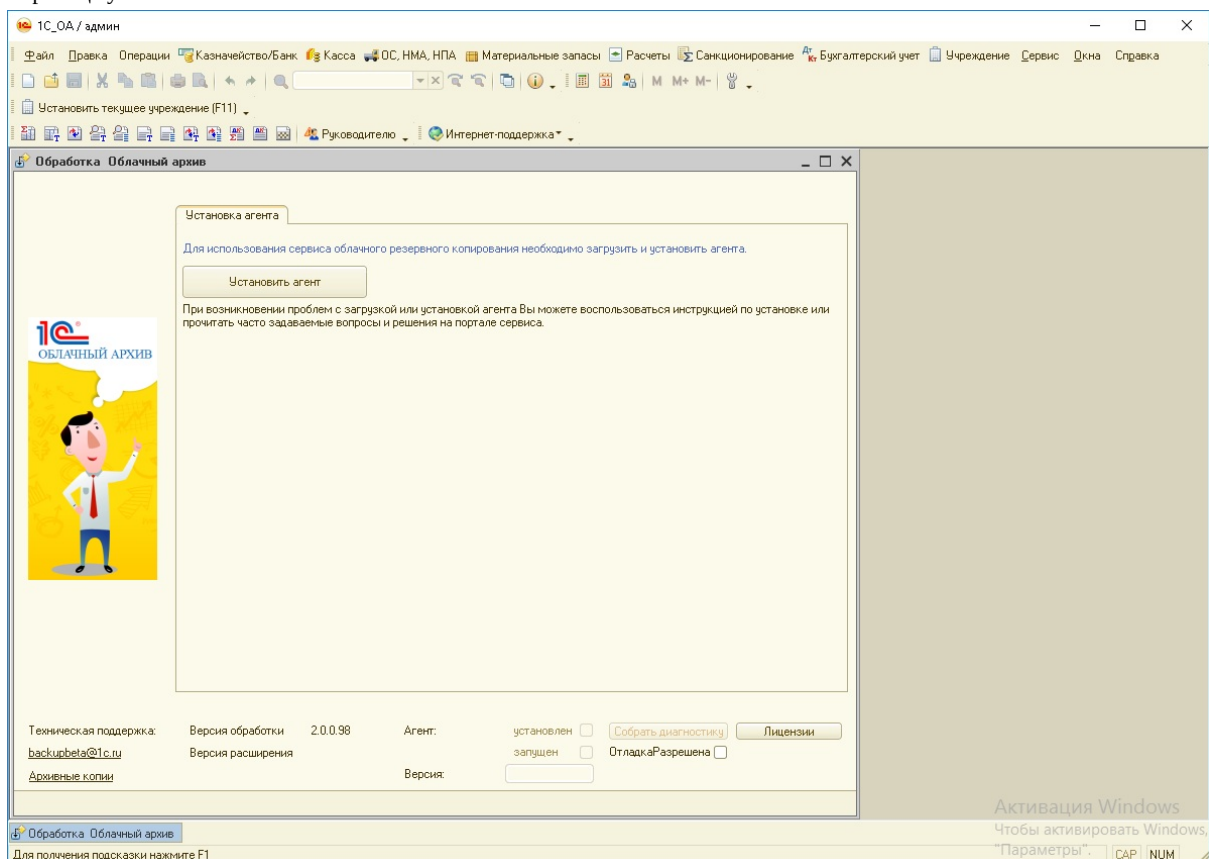 1С_ОА / админ
Файл Правка Операции Казначейство/Банк Касса ОС, НМА, НПА Материальные запасы Расчеты Санкционирование Бухгалтерский учет Учреждение Сервис Окна Справка
M M+ M-
Установить текущее учреждение (F11)
Руководителю Интернет-поддержка
Обработка Облачный архив
Установка агента
Для использования сервиса облачного резервного копирования необходимо загрузить и установить агента.
Установить агент
При возникновении проблем с загрузкой или установкой агента Вы можете воспользоваться инструкцией по установке или
прочитать часто задаваемые вопросы и решения на портале сервиса.
1С
ОБЛАЧНЫЙ АРХИВ
Техническая поддержка: Версия обработки 2.0.0.98 Агент: установлен Собрать диагностику Лицензии
backupbeta@1c.ru Версия расширения запущен ОтладкаРазрешена
Архивные копии Версия:
Активация Windows
Обработка Облачный архив
Чтобы активировать Windows,
"Параметры".
Для получения подсказки нажмите F1 CAP NUM